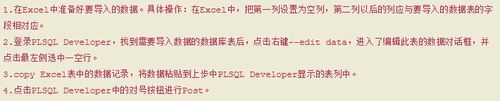 1.在Excel中准备好要导入的数据。具体操作：在Excel中，把第一列设置为空列，第二列以后的列应与要导入的数据表的字
段相对应。
2.登录PLSQL Developer，找到需要导入数据的数据库表后，点击右键--edit data，进入了编辑此表的数据对话框，并
点击最左侧选中一空行。
3.copy Excel表中的数据记录，将数据粘贴到上步中PLSQL Developer显示的表列中。
4.点击PLSQL Developer中的对号按钮进行Post。